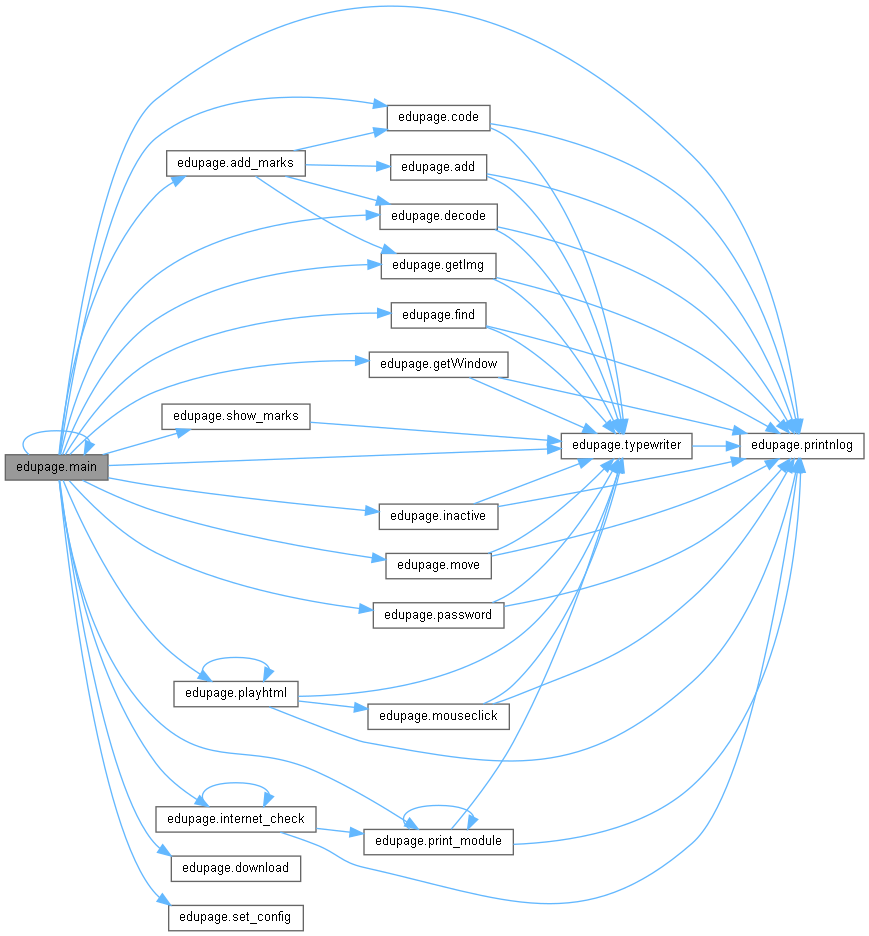 edupage.code
edupage.add_marks
edupage.add
edupage.decode
edupage.getImg
edupage.find
edupage.getWindow
edupage.show_marks
edupage.typewriter
edupage.printnlog
edupage.main
edupage.inactive
edupage.move
edupage.password
edupage.playhtml
edupage.mouseclick
edupage.internet_check
edupage.print_module
edupage.download
edupage.set_config